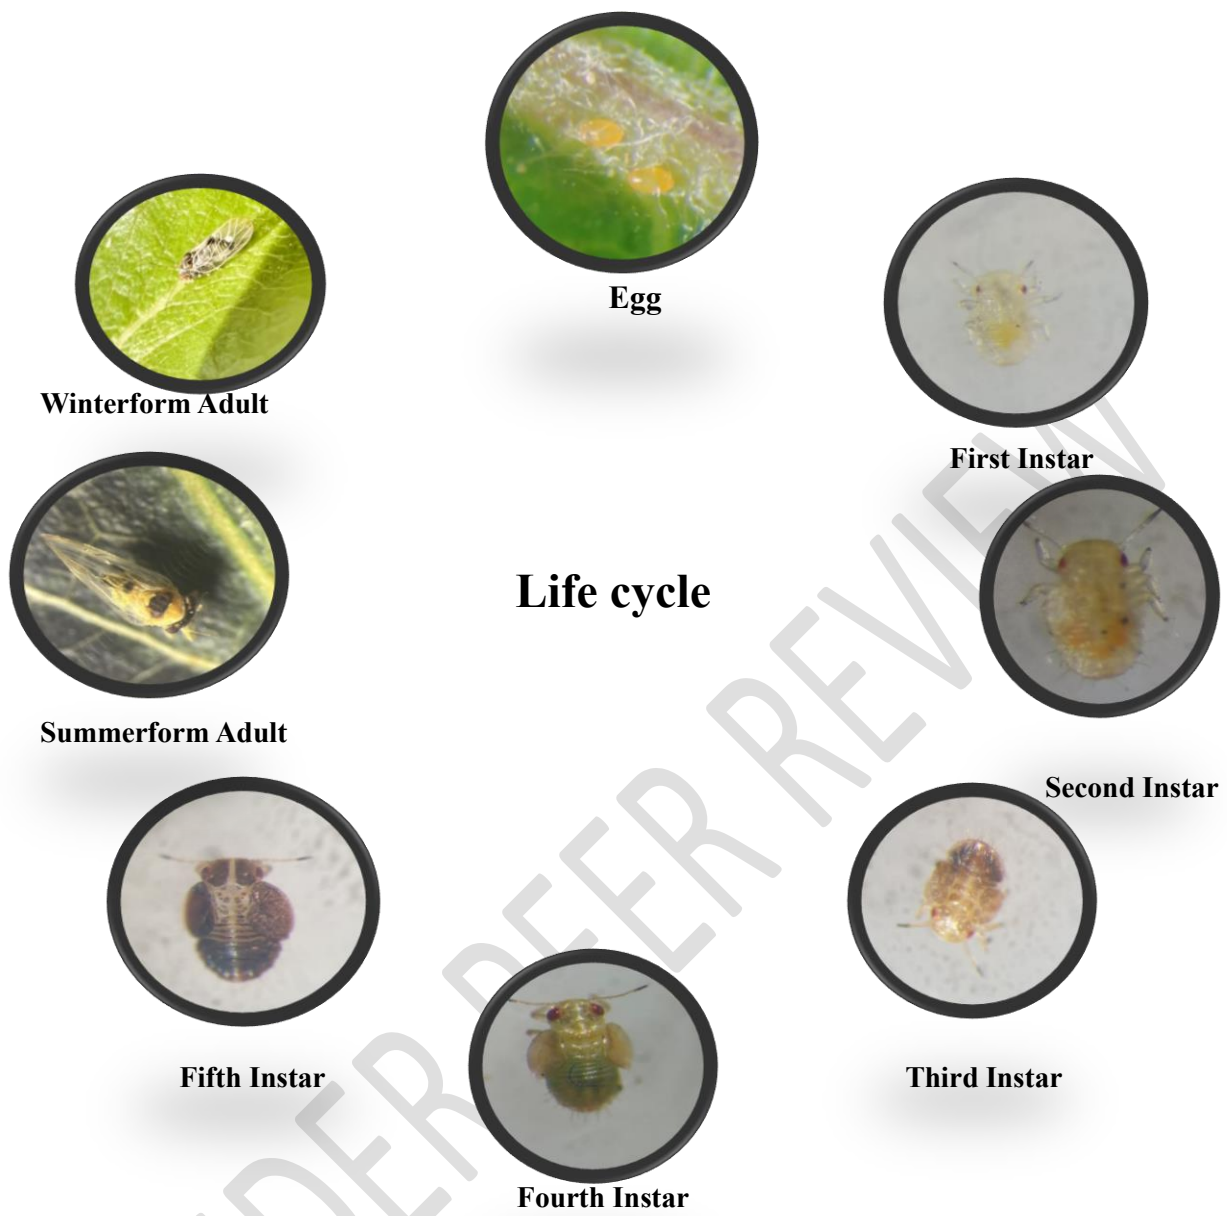 Egg
Winterform Adult
First Instar
Life cycle
Summerform Adult
Second Instar
Fifth Instar
Third Instar
Fourth Instar
DER PEER REVIEW